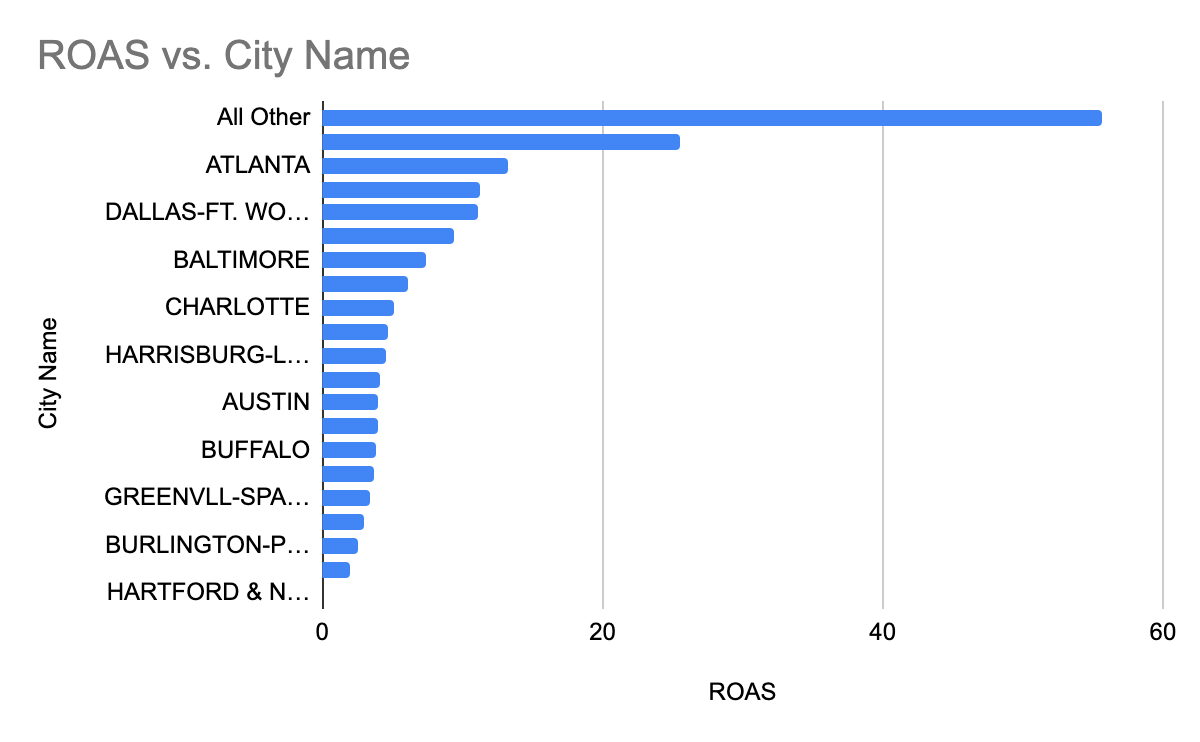 ROAS vs. City Name
All Other
ATLANTA
DALLAS-FT. WO…
BALTIMORE
CHARLOTTE
HARRISBURG-L…
AUSTIN
BUFFALO
GREENVLL-SPA…
BURLINGTON-P…
HARTFORD & N…
City Name
0 20 40 60
ROAS